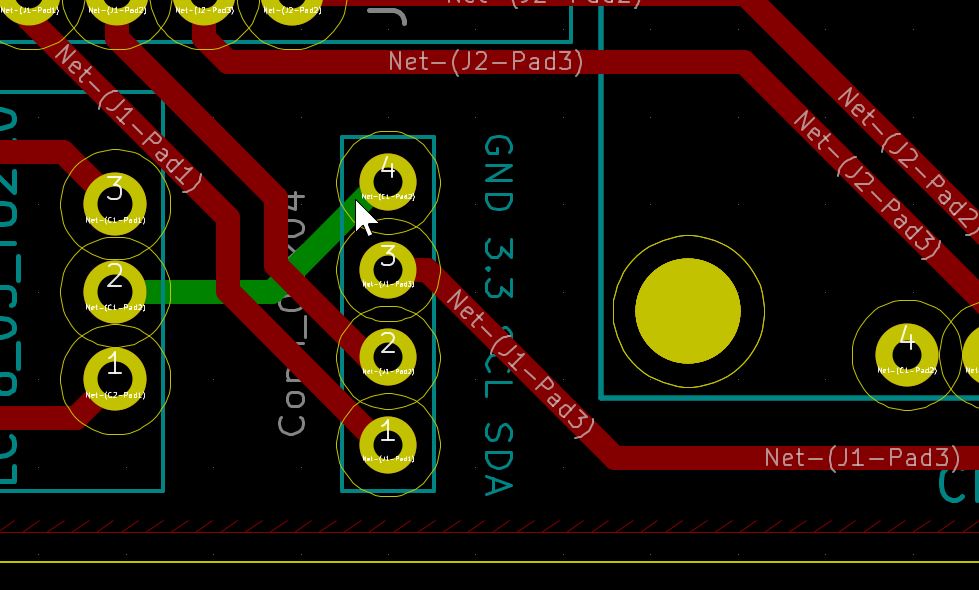 Net-(J2-Pad2)
Net-(J1-Pad1)
Net-(J1-Pad2)
Net-(J2-Pad3)
Net-(J2-Pad2)
Net-(J2-Pad3)
Net-(J1-Pad1)
Net-(J2-Pad2)
Net-(J2-Pad3)
3
Net-(C1-Pad1)
2
Net-(C1-Pad2)
1
Net-(C2-Pad1)
4
Net-(C1-Pad2)
3
Net-(J1-Pad3)
2
Net-(J1-Pad2)
1
Net-(J1-Pad1)
GND 3.3 SCL SDA
Net-(J1-Pad3)
4
Net-(C1-Pad2)
Net-(J1-Pad3)